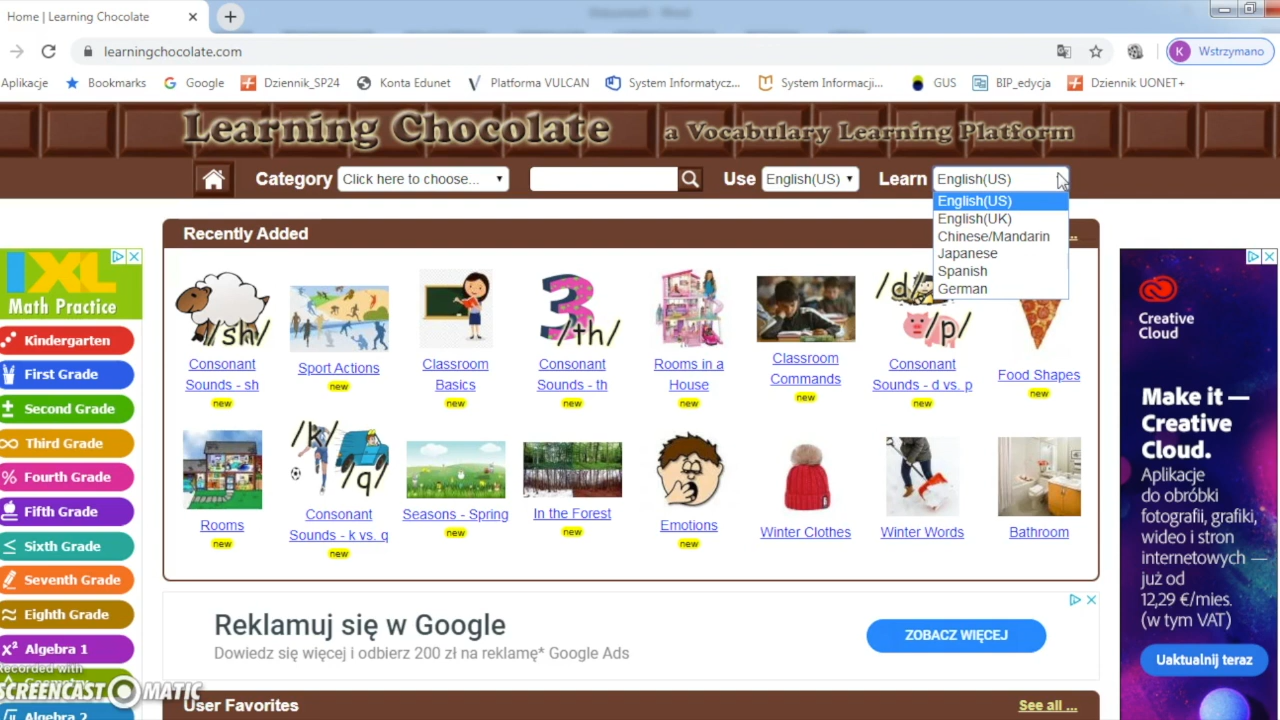 Home | Learning Chocolate
learningchocolate.com
K Wstrzymano
Aplikacje Bookmarks Google Dziennik_SP24 Konta Edunet Platforma VULCAN System Informatycz... System Informacji... GUS BIP_edycja Dziennik UONET+
Learning Chocolate a Vocabulary Learning Platform
Category Click here to choose... Use English(US) Learn English(US)
English(US)
English(UK)
Chinese/Mandarin
Japanese
Spanish
German
Recently Added
/sh/
/th/
/d/
/p/
Consonant Sounds - sh
new
Sport Actions
new
Classroom Basics
new
Consonant Sounds - th
new
Rooms in a House
new
Classroom Commands
new
Consonant Sounds - d vs. p
new
Food Shapes
new
/k/
/q/
Rooms
new
Consonant Sounds - k vs. q
new
Seasons - Spring
new
In the Forest
new
Emotions
new
Winter Clothes
Winter Words
Bathroom
IXL
Math Practice
Kindergarten
First Grade
Second Grade
Third Grade
Fourth Grade
Fifth Grade
Sixth Grade
Seventh Grade
Eighth Grade
Algebra 1
Geometry
Algebra 2
Recorded with
SCREENCAST-O-MATIC
Creative
Cloud
Make it —
Creative
Cloud.
Aplikacje
do obróbki
fotografii, grafiki,
wideo i stron
internetowych —
już od
12,29 €/mies.
(w tym VAT)
Uaktualnij teraz
Reklamuj się w Google
Dowiedz się więcej i odbierz 200 zł na reklamę* Google Ads
ZOBACZ WIĘCEJ
User Favorites
See all ...